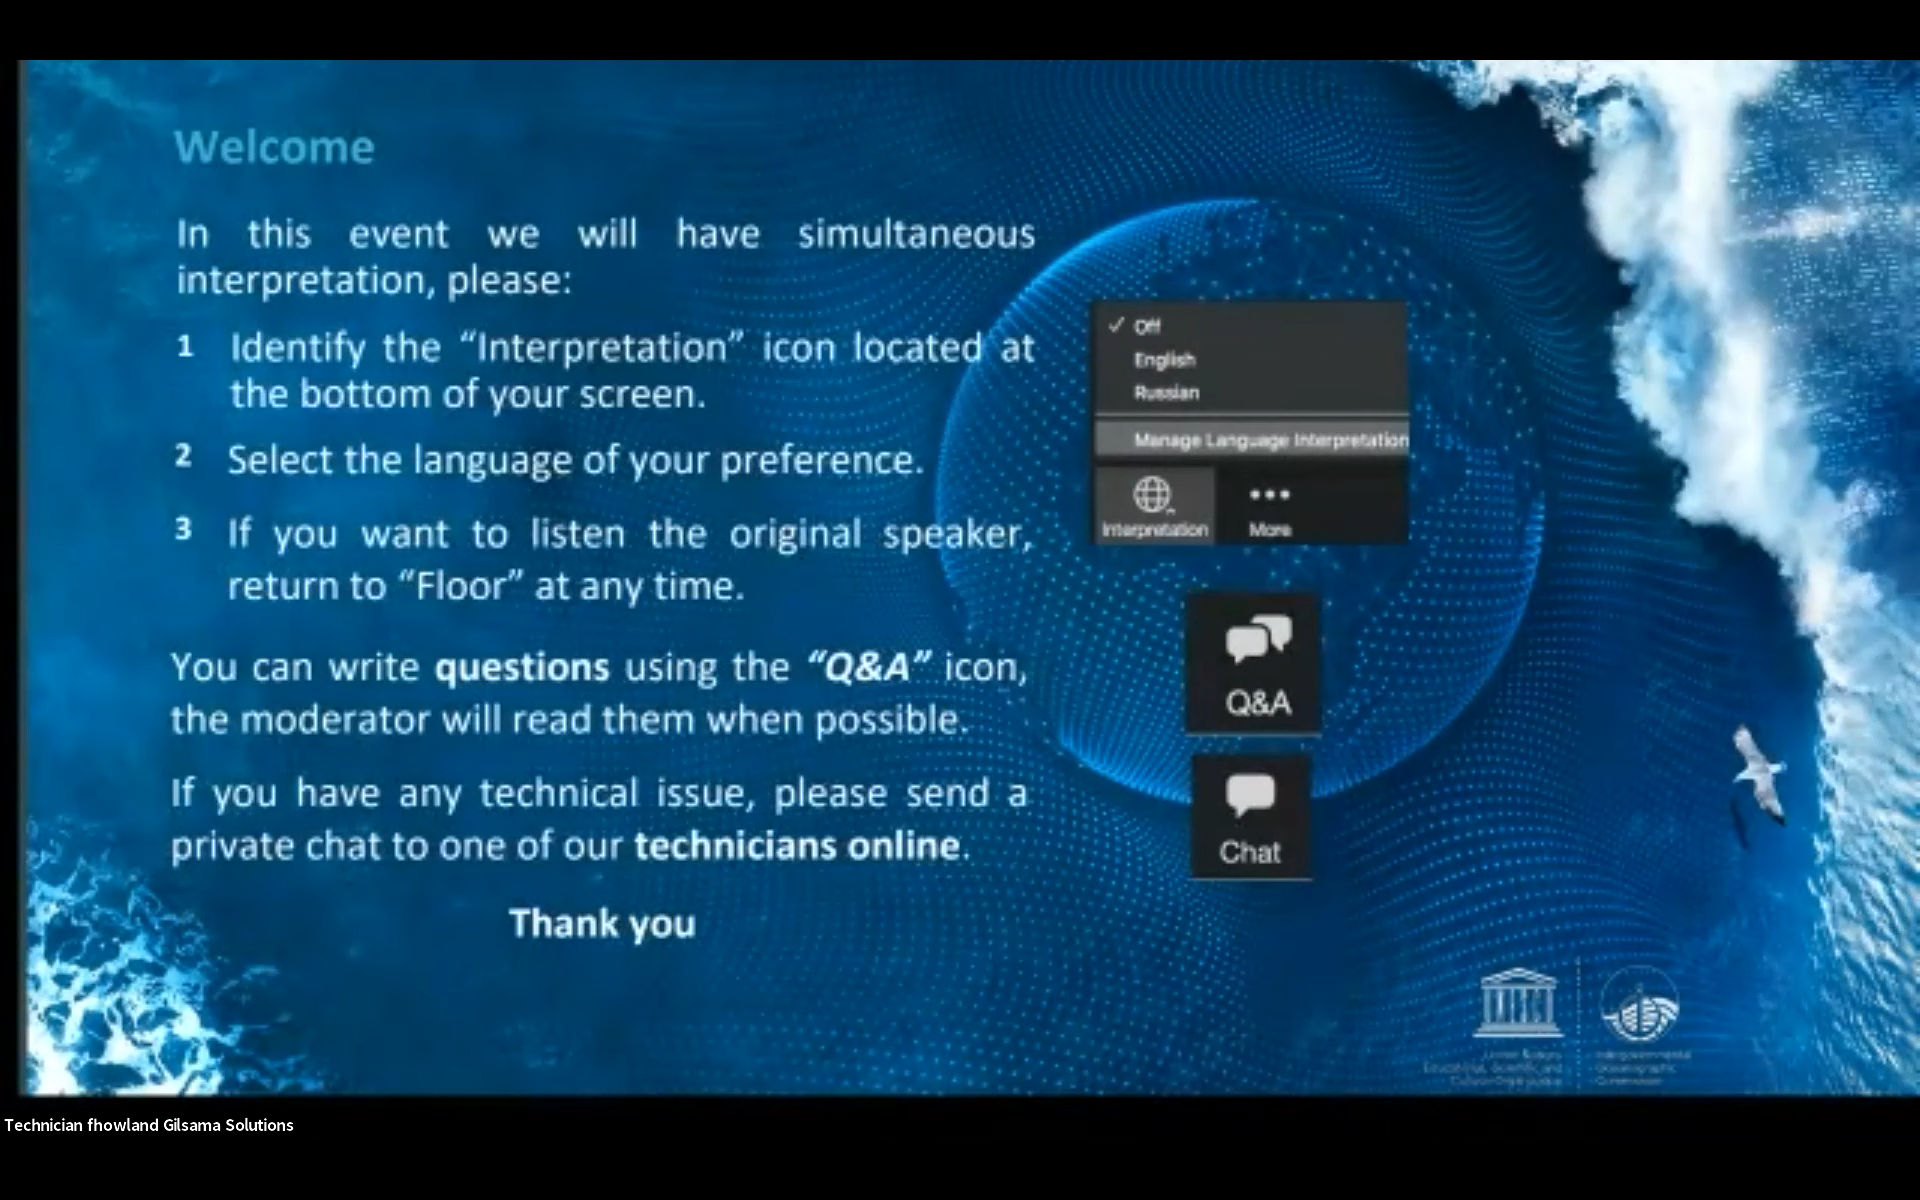 Welcome
In this event we will have simultaneous
interpretation, please:
1 Identify the “Interpretation” icon located at
the bottom of your screen.
2 Select the language of your preference.
3 If you want to listen the original speaker,
return to “Floor” at any time.
You can write questions using the “Q&A” icon,
the moderator will read them when possible.
If you have any technical issue, please send a
private chat to one of our technicians online.
Thank you
✓ Off
English
Russian
Manage Language Interpretation
Interpretation More
Q&A
Chat
Technician fhowland Gilsama Solutions